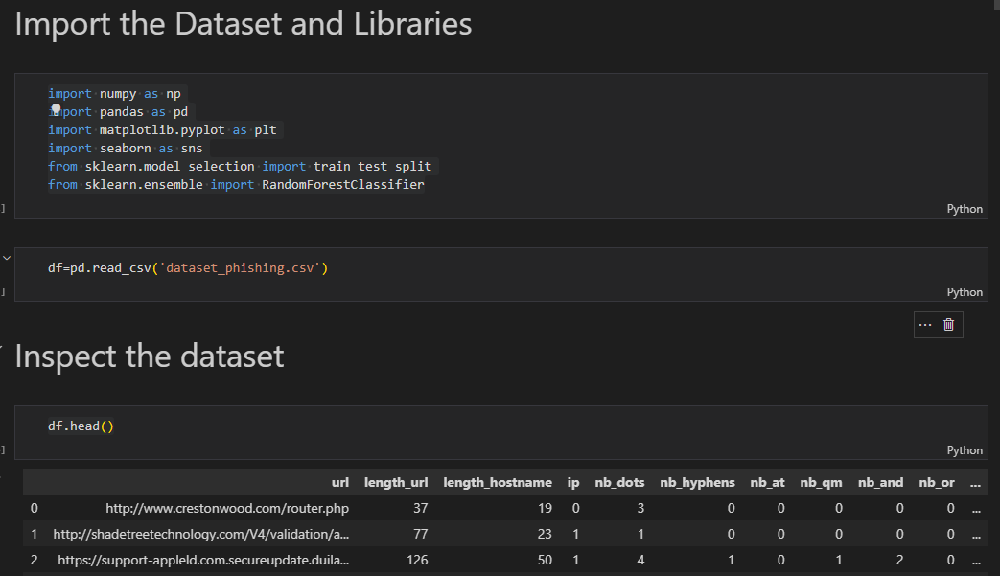 Import the Dataset and Libraries
import numpy as np
import pandas as pd
import matplotlib.pyplot as plt
import seaborn as sns
from sklearn.model_selection import train_test_split
from sklearn.ensemble import RandomForestClassifier
]
Python
df=pd.read_csv('dataset_phishing.csv')
]
Python
...
Inspect the dataset
df.head()
]
Python
url length_url length_hostname ip nb_dots nb_hyphens nb_at nb_qm nb_and nb_or ...
0 http://www.crestonwood.com/router.php 37 19 0 3 0 0 0 0 0 ...
1 http://shadetreetechnology.com/V4/validation/a... 77 23 1 1 0 0 0 0 0 ...
2 https://support-appleld.com.secureupdate.duila... 126 50 1 4 1 0 1 2 0 ...